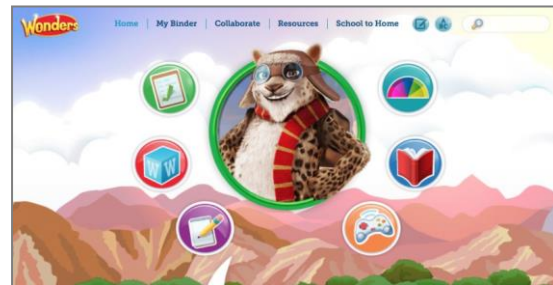 Wonders
Home | My Binder | Collaborate | Resources | School to Home
W W